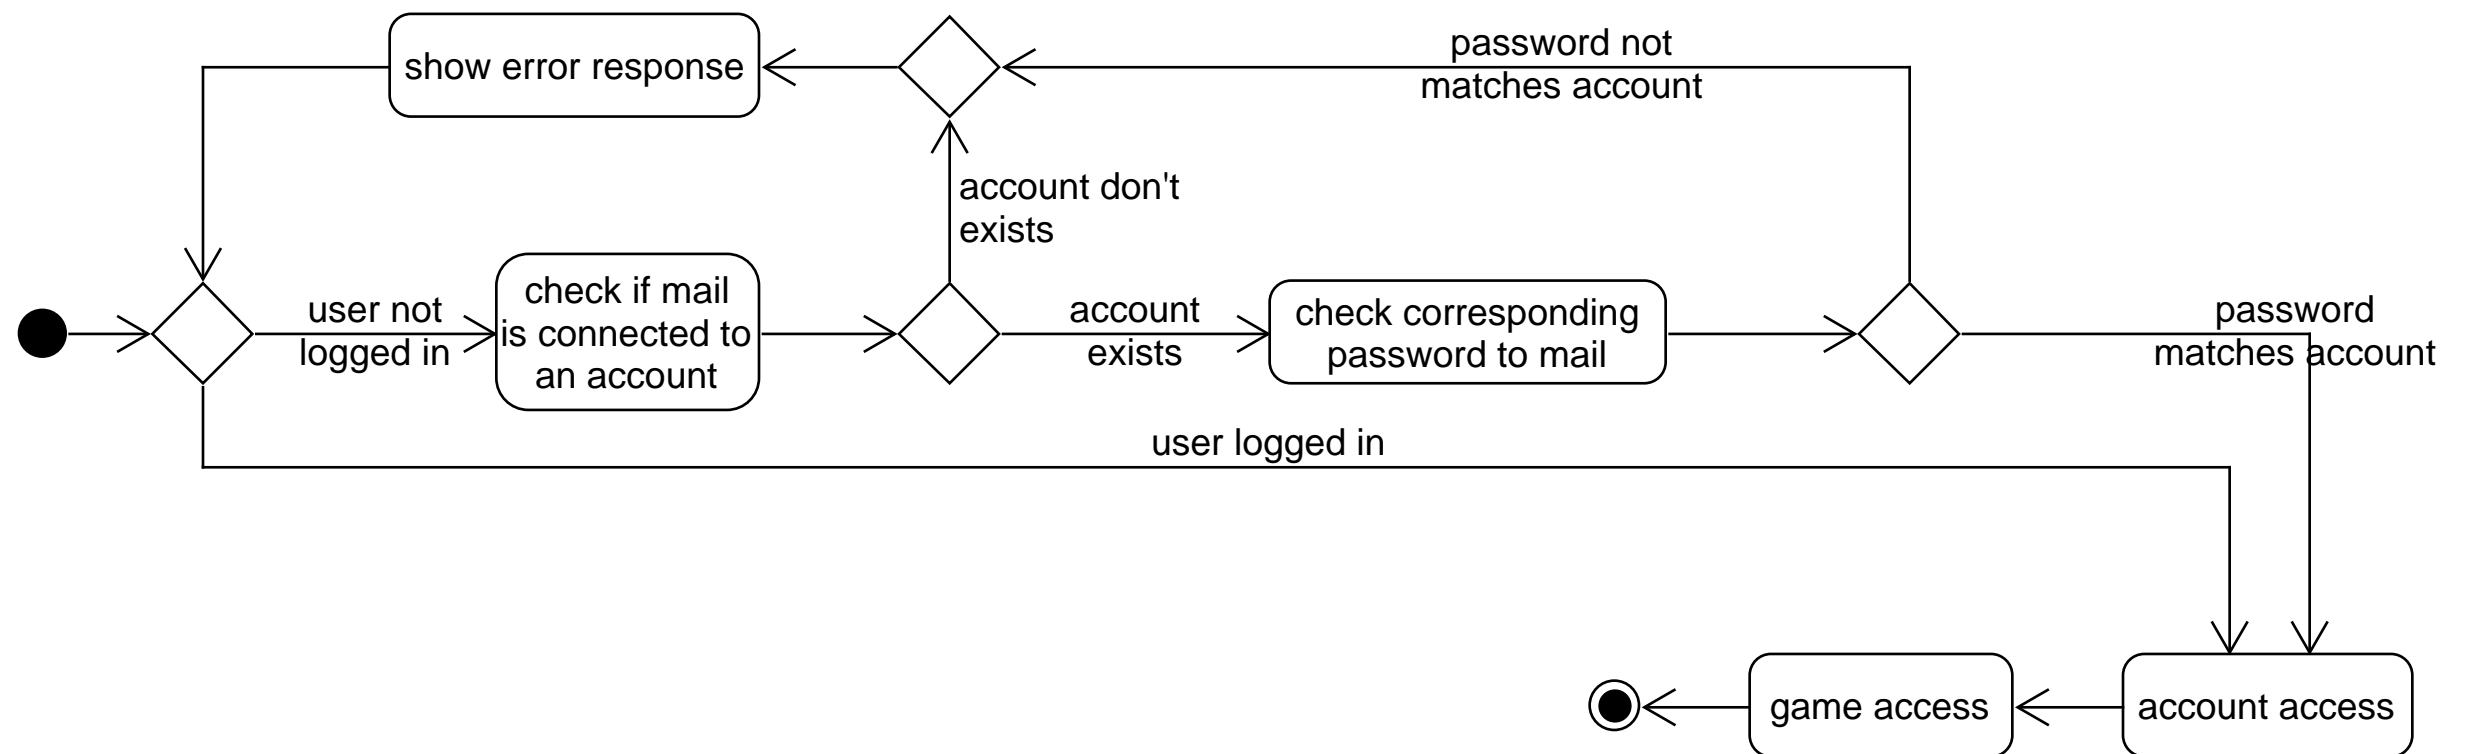 show error response
password not
matches account
account don't
exists
user not
logged in
check if mail
is connected to
an account
account
exists
check corresponding
password to mail
password
matches account
user logged in
game access
account access